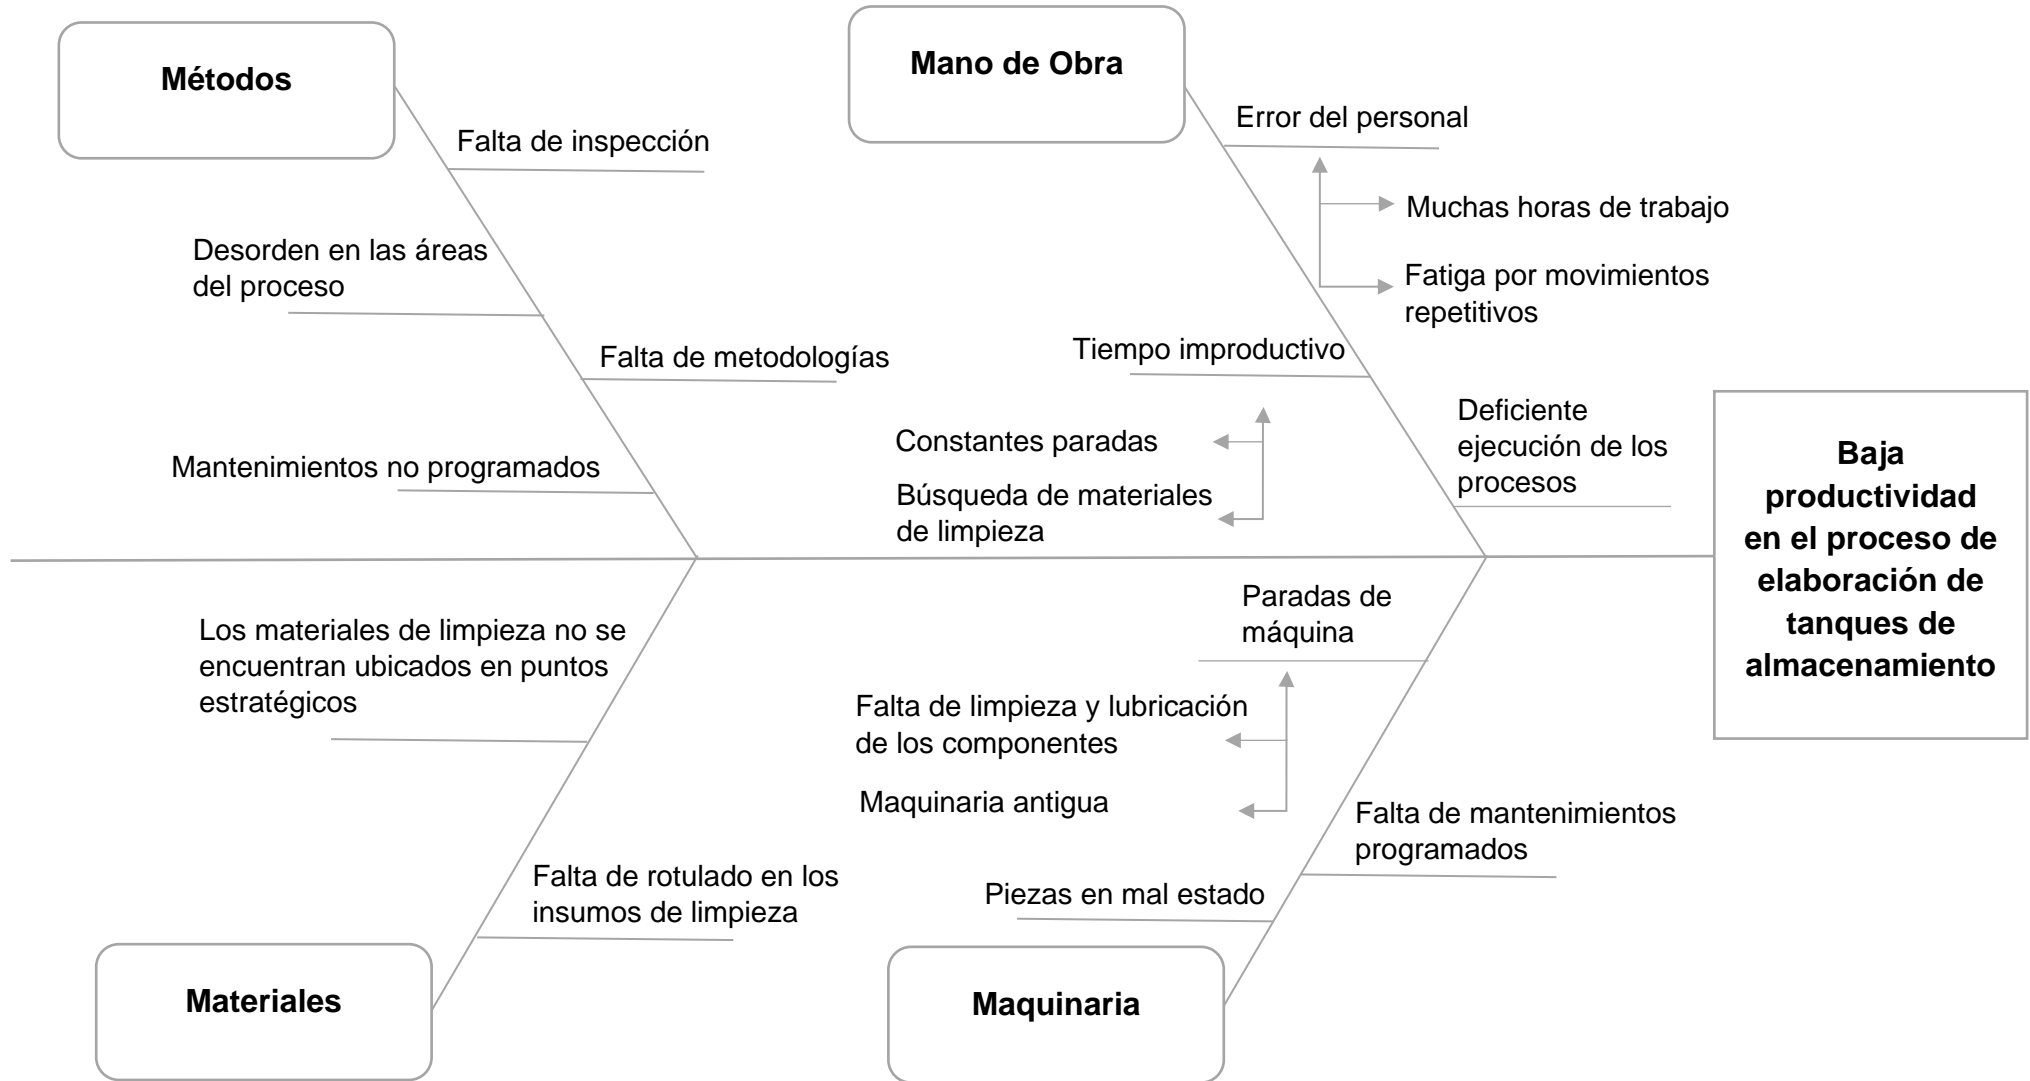 Métodos
Mano de Obra
Falta de inspección
Error del personal
Muchas horas de trabajo
Desorden en las áreas
del proceso
Fatiga por movimientos
repetitivos
Falta de metodologías
Tiempo improductivo
Mantenimientos no programados
Constantes paradas
Búsqueda de materiales
de limpieza
Deficiente
ejecución de los
procesos
Baja
productividad
en el proceso de
elaboración de
tanques de
almacenamiento
Los materiales de limpieza no se
encuentran ubicados en puntos
estratégicos
Paradas de
máquina
Falta de limpieza y lubricación
de los componentes
Maquinaria antigua
Falta de mantenimientos
programados
Falta de rotulado en los
insumos de limpieza
Piezas en mal estado
Materiales
Maquinaria